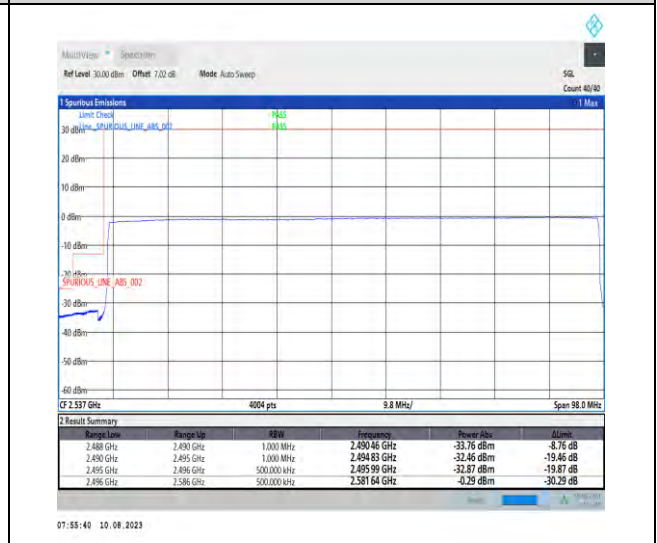 MultiView Spectrum
Ref Level 30.00 dBm Offset 7.02 dB Mode Auto Sweep SGL
Count 40/40
1 Spurious Emissions 1 Max
Limit Check PASS
30 dBm Line _SPURIOUS_LINE_ABS_002 PASS
20 dBm
10 dBm
0 dBm
-10 dBm
-20 dBm
SPURIOUS_LINE_ABS_002
-30 dBm
-40 dBm
-50 dBm
-60 dBm
CF 2.537 GHz 4004 pts 9.8 MHz/ Span 98.0 MHz
2 Result Summary
Range Low Range Up RBW Frequency Power Abs ΔLimit
2.488 GHz 2.490 GHz 1.000 MHz 2.490 46 GHz -33.76 dBm -8.76 dB
2.490 GHz 2.495 GHz 1.000 MHz 2.494 83 GHz -32.46 dBm -19.46 dB
2.495 GHz 2.496 GHz 500.000 kHz 2.495 99 GHz -32.87 dBm -19.87 dB
2.496 GHz 2.586 GHz 500.000 kHz 2.581 64 GHz -0.29 dBm -30.29 dB
07:55:40 10.08.2023